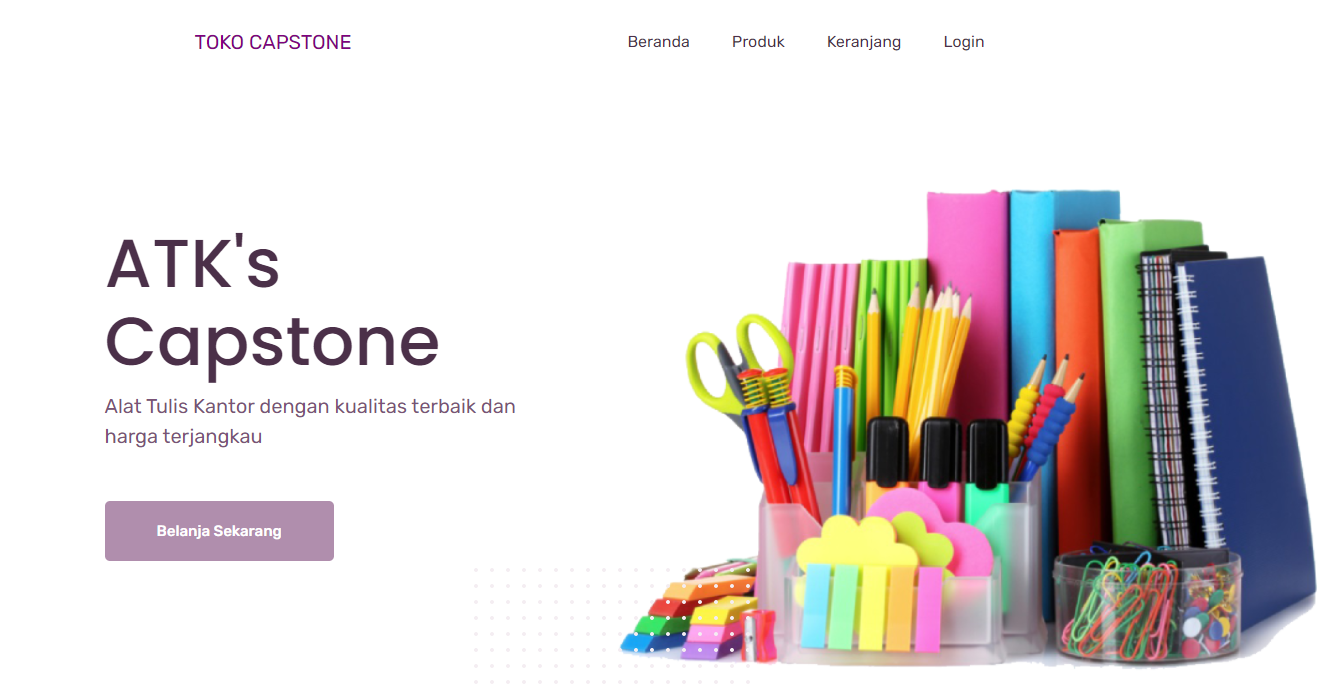 TOKO CAPSTONE
Beranda Produk Keranjang Login
ATK's
Capstone
Alat Tulis Kantor dengan kualitas terbaik dan
harga terjangkau
Belanja Sekarang